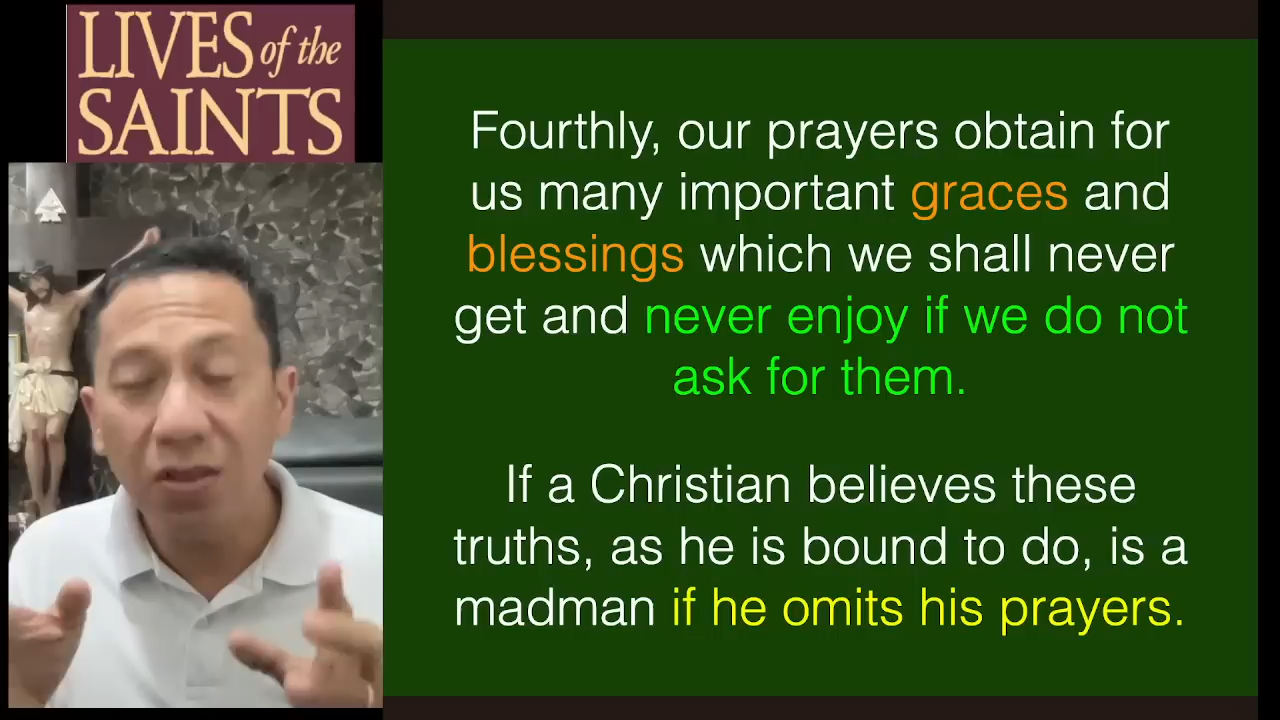 LIVES of the
SAINTS
Fourthly, our prayers obtain for
us many important graces and
blessings which we shall never
get and never enjoy if we do not
ask for them.
If a Christian believes these
truths, as he is bound to do, is a
madman if he omits his prayers.